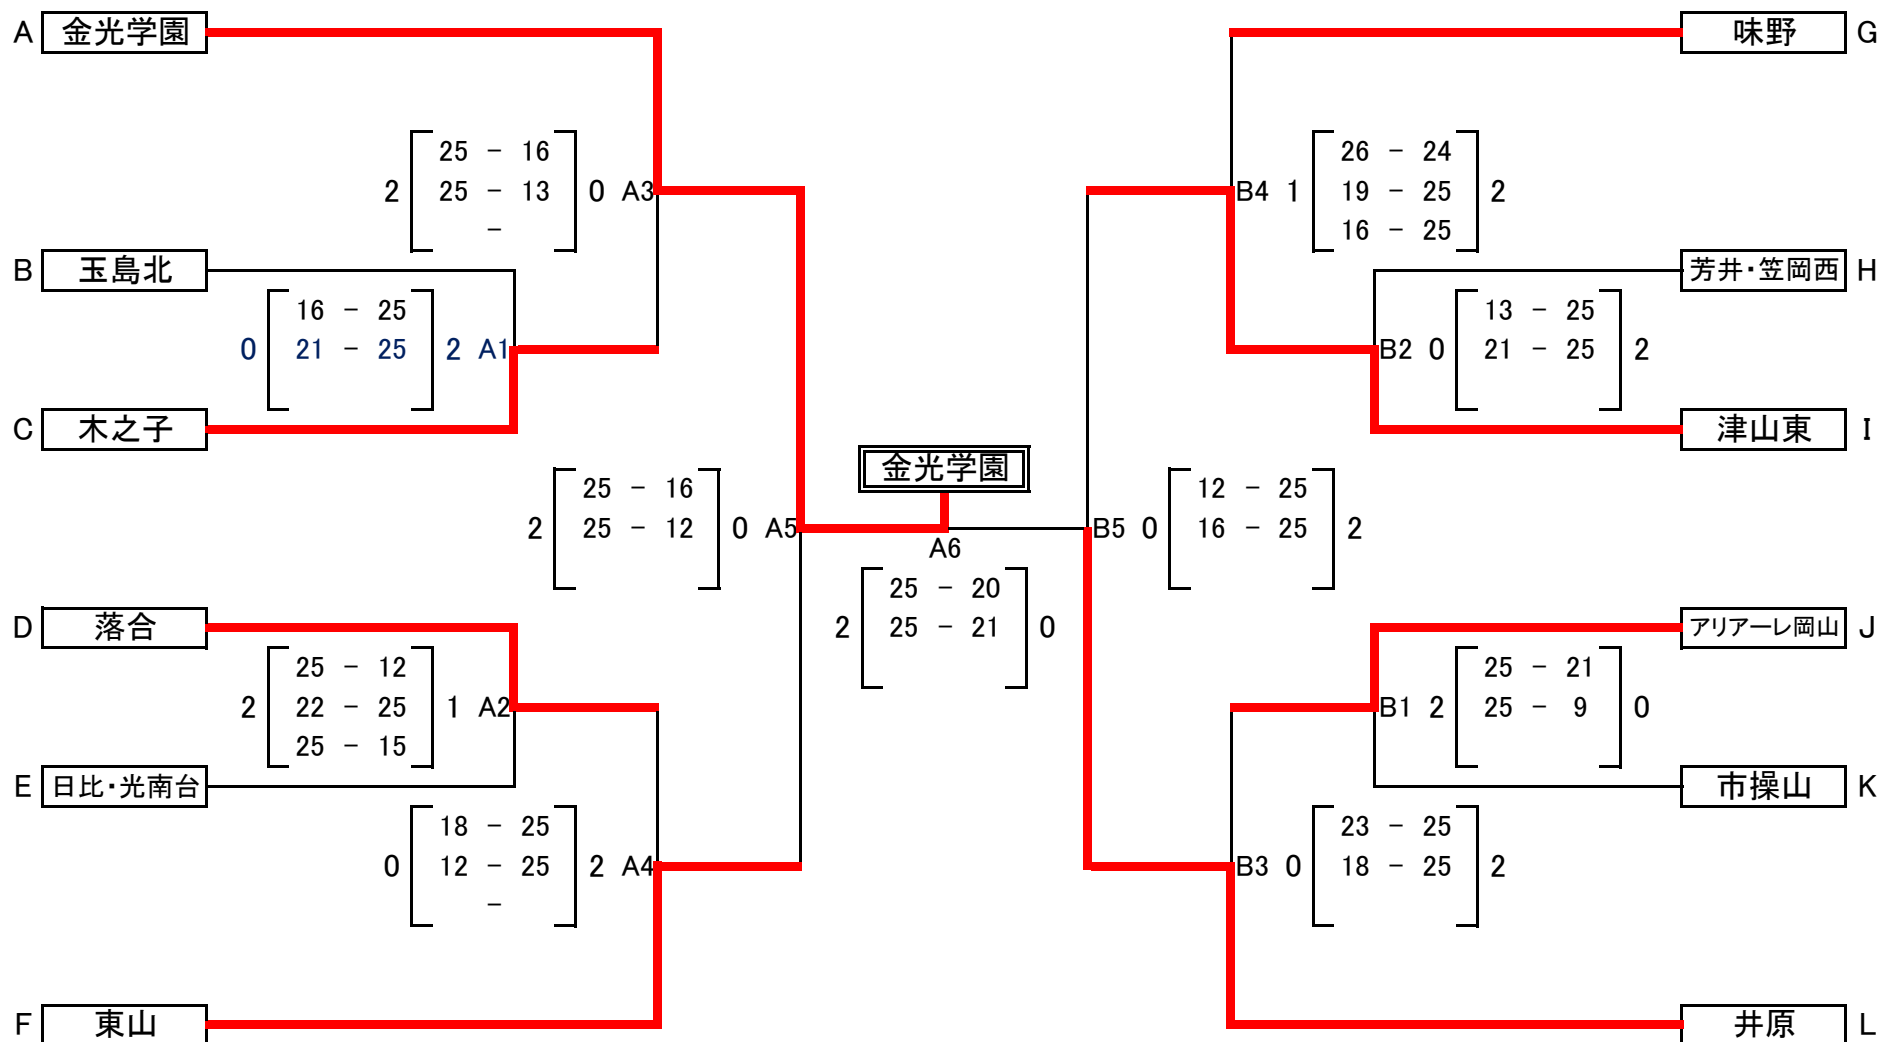 A 金光学園
味野 G
25 - 16
2 25 - 13 0 A3
-
26 - 24
B4 1 19 - 25 2
16 - 25
B 玉島北
芳井・笠岡西 H
16 - 25
0 21 - 25 2 A1
13 - 25
B2 0 21 - 25 2
C 木之子
津山東 I
金光学園
25 - 16
2 25 - 12 0 A5
12 - 25
B5 0 16 - 25 2
A6
25 - 20
2 25 - 21 0
D 落合
アリアーレ岡山 J
25 - 12
2 22 - 25 1 A2
25 - 15
25 - 21
B1 2 25 - 9 0
E 日比・光南台
市操山 K
18 - 25
0 12 - 25 2 A4
-
23 - 25
B3 0 18 - 25 2
F 東山
井原 L